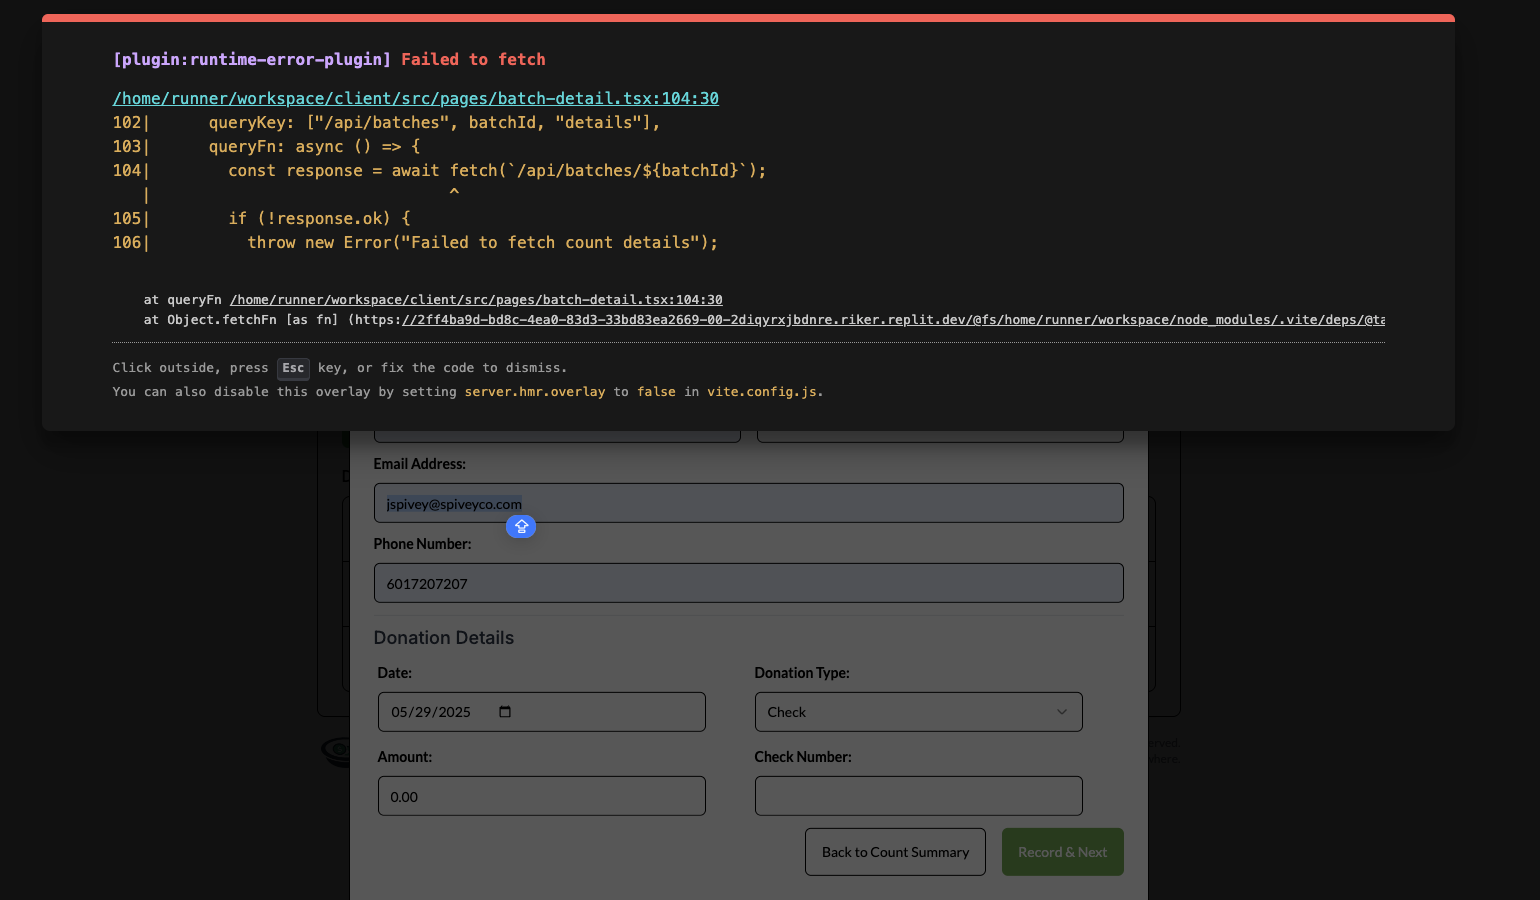 [plugin:runtime-error-plugin] Failed to fetch
/home/runner/workspace/client/src/pages/batch-detail.tsx:104:30
102|      queryKey: ["/api/batches", batchId, "details"],
103|      queryFn: async () => {
104|        const response = await fetch(`/api/batches/${batchId}`);
   |                               ^
105|        if (!response.ok) {
106|          throw new Error("Failed to fetch count details");
at queryFn /home/runner/workspace/client/src/pages/batch-detail.tsx:104:30
at Object.fetchFn [as fn] (https://2ff4ba9d-bd8c-4ea0-83d3-33bd83ea2669-00-2diqyrxjbdnre.riker.replit.dev/@fs/home/runner/workspace/node_modules/.vite/deps/@ta
Click outside, press Esc key, or fix the code to dismiss.
You can also disable this overlay by setting server.hmr.overlay to false in vite.config.js.
Email Address:
jspivey@spiveyco.com
Phone Number:
6017207207
Donation Details
Date: Donation Type:
05/29/2025 Check
Amount: Check Number:
0.00
Back to Count Summary Record & Next